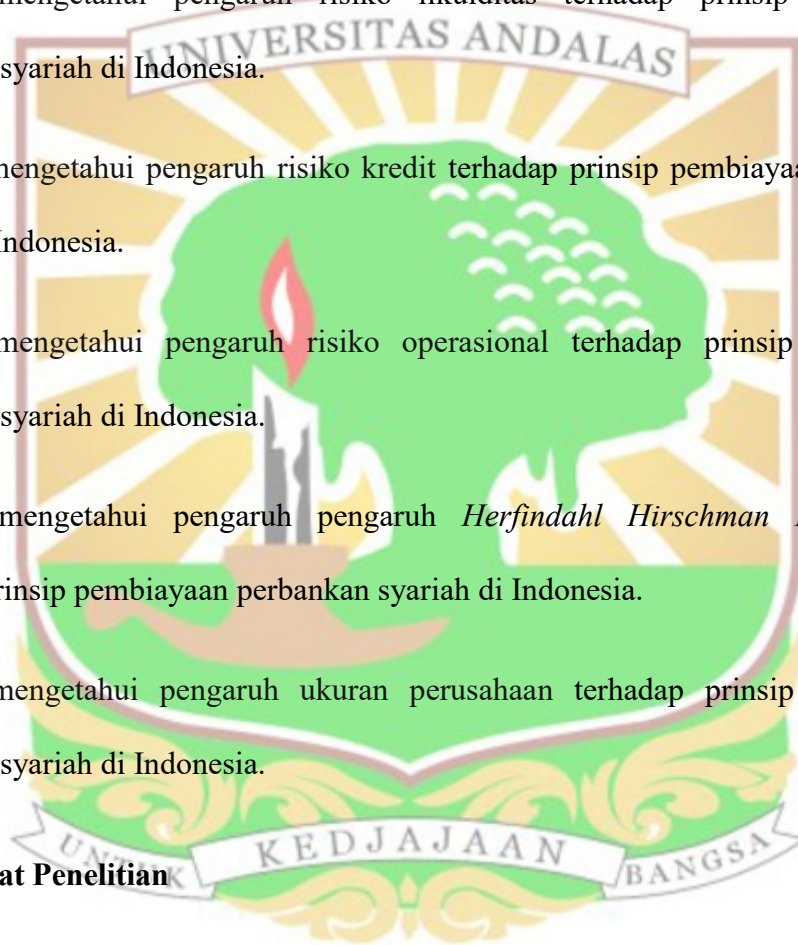 mengetahui pengaruh risiko likuiditas terhadap prinsip
UNIVERSITAS ANDALAS
syariah di Indonesia.
mengetahui pengaruh risiko kredit terhadap prinsip pembiayaa
Indonesia.
mengetahui pengaruh risiko operasional terhadap prinsip
syariah di Indonesia.
mengetahui pengaruh pengaruh Herfindahl Hirschman
rinsip pembiayaan perbankan syariah di Indonesia.
mengetahui pengaruh ukuran perusahaan terhadap prinsip
syariah di Indonesia.
UNTUK KEDJAJAAN BANGSA
at Penelitian